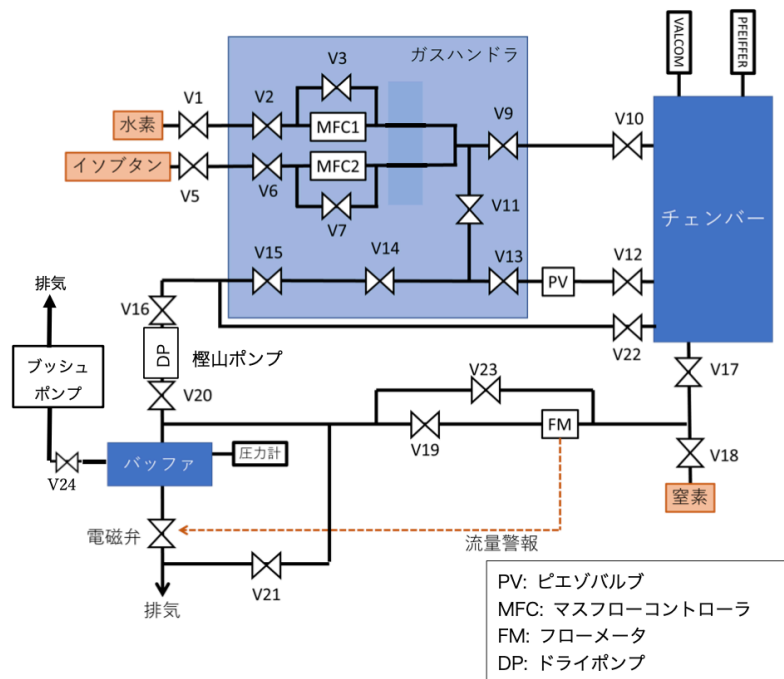 VALCOM
PFEIFFER
ガスハンドラ
V3
V1
V2
V9
V10
水素
MFC1
イソブタン
MFC2
V5
V6
V7
V11
チェンバー
V15
V14
V13
V12
排気
PV
V16
DP
樫山ポンプ
V22
ブッシュ
ポンプ
V20
V23
V17
FM
V19
V18
バッファ
圧力計
V24
窒素
電磁弁
流量警報
V21
排気
PV: ピエゾバルブ
MFC: マスフローコントローラ
FM: フローメータ
DP: ドライポンプ